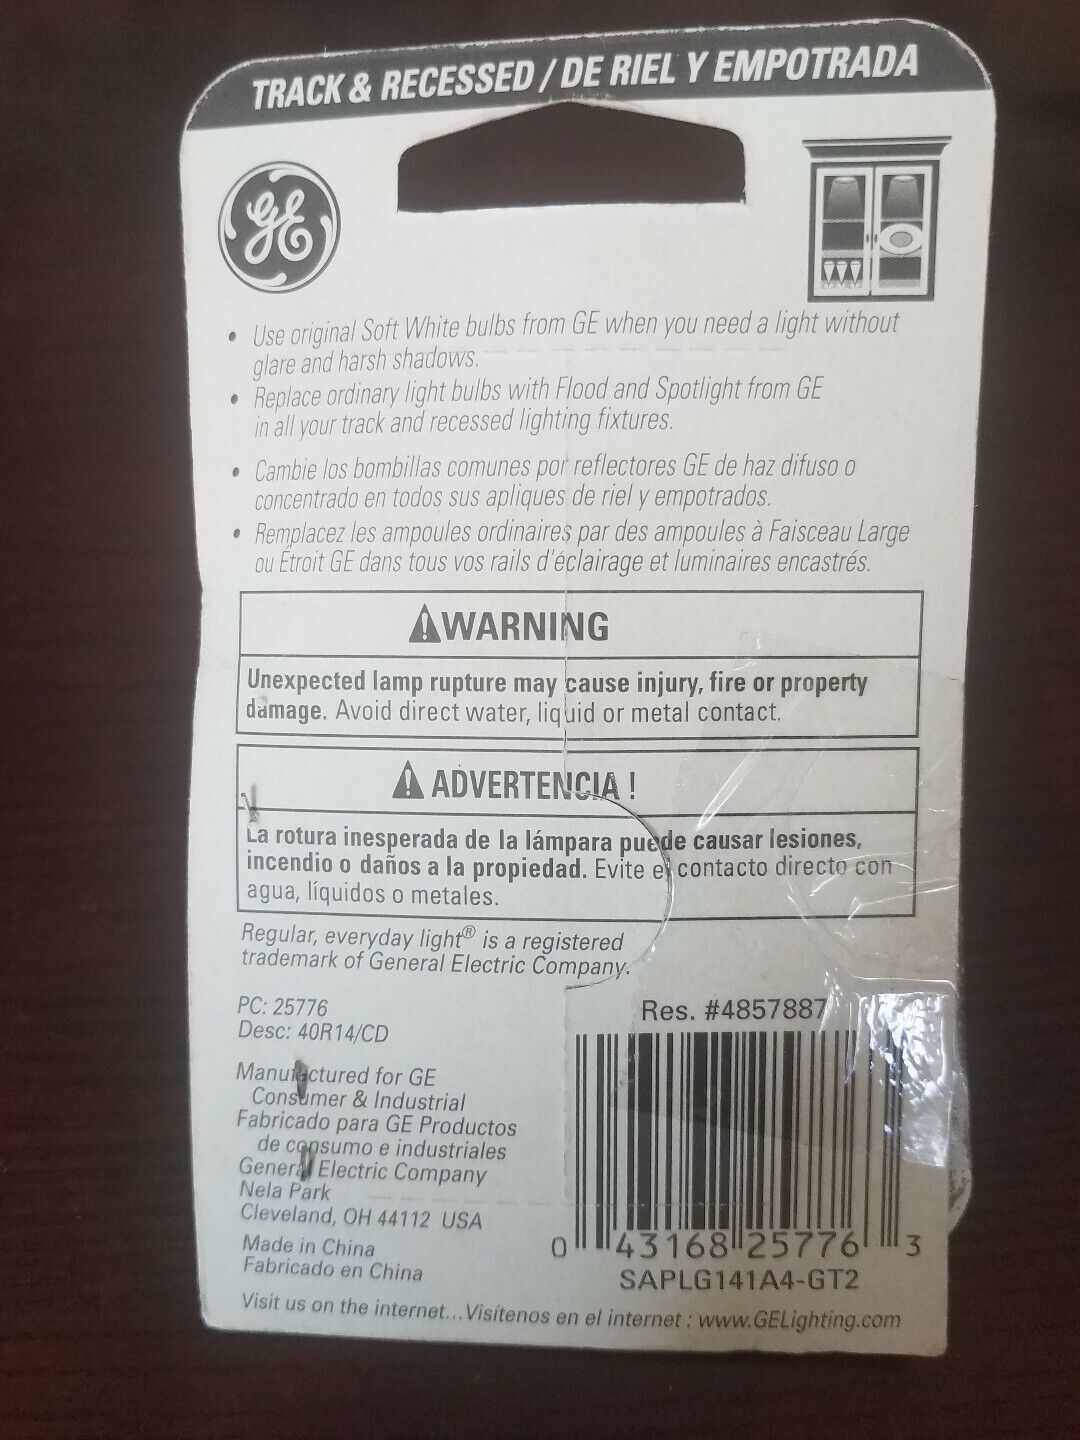 TRACK & RECESSED / DE RIEL Y EMPOTRADA
GE
• Use original Soft White bulbs from GE when you need a light without
glare and harsh shadows.
• Replace ordinary light bulbs with Flood and Spotlight from GE
in all your track and recessed lighting fixtures.
• Cambie los bombillas comunes por reflectores GE de haz difuso o
concentrado en todos sus apliques de riel y empotrados.
• Remplacez les ampoules ordinaires par des ampoules à Faisceau Large
ou Étroit GE dans tous vos rails d'éclairage et luminaires encastrés.
⚠WARNING
Unexpected lamp rupture may cause injury, fire or property
damage. Avoid direct water, liquid or metal contact.
⚠ ADVERTENCIA !
La rotura inesperada de la lámpara puede causar lesiones,
incendio o daños a la propiedad. Evite el contacto directo con
agua, líquidos o metales.
Regular, everyday light® is a registered
trademark of General Electric Company.
PC: 25776
Desc: 40R14/CD
Manufactured for GE
Consumer & Industrial
Fabricado para GE Productos
de consumo e industriales
General Electric Company
Nela Park
Cleveland, OH 44112 USA
Made in China
Fabricado en China
Res. #4857887
0 43168 25776 3
SAPLG141A4-GT2
Visit us on the internet...Visítenos en el internet : www.GELighting.com